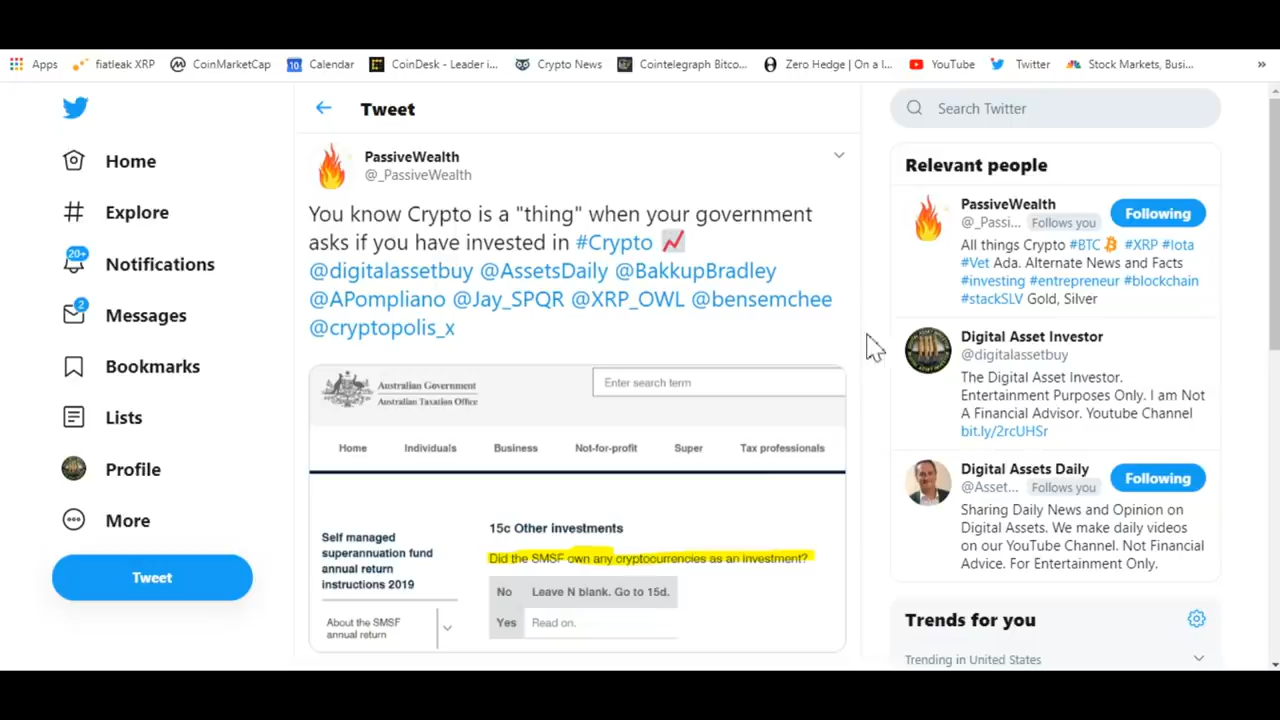 Apps fiatleak XRP CoinMarketCap 10 Calendar CoinDesk - Leader i... Crypto News Cointelegraph Bitco... Zero Hedge | On a l... YouTube Twitter Stock Markets, Busi... »
Tweet
Search Twitter
Home
Explore
20+
Notifications
2
Messages
Bookmarks
Lists
Profile
More
Tweet
PassiveWealth
@_PassiveWealth
You know Crypto is a "thing" when your government
asks if you have invested in #Crypto
@digitalassetbuy @AssetsDaily @BakkupBradley
@APompliano @Jay_SPQR @XRP_OWL @bensemchee
@cryptopolis_x
Australian Government
Australian Taxation Office
Enter search term
Home Individuals Business Not-for-profit Super Tax professionals
Self managed
superannuation fund
annual return
instructions 2019
About the SMSF
annual return
15c Other investments
Did the SMSF own any cryptocurrencies as an investment?
No Leave N blank. Go to 15d.
Yes Read on.
Relevant people
PassiveWealth
@_Passi... Follows you
Following
All things Crypto #BTC #XRP #Iota
#Vet Ada. Alternate News and Facts
#investing #entrepreneur #blockchain
#stackSLV Gold, Silver
Digital Asset Investor
@digitalassetbuy
The Digital Asset Investor.
Entertainment Purposes Only. I am Not
A Financial Advisor. Youtube Channel
bit.ly/2rcUHSr
Digital Assets Daily
@Asset... Follows you
Following
Sharing Daily News and Opinion on
Digital Assets. We make daily videos
on our YouTube Channel. Not Financial
Advice. For Entertainment Only.
Trends for you
Trending in United States